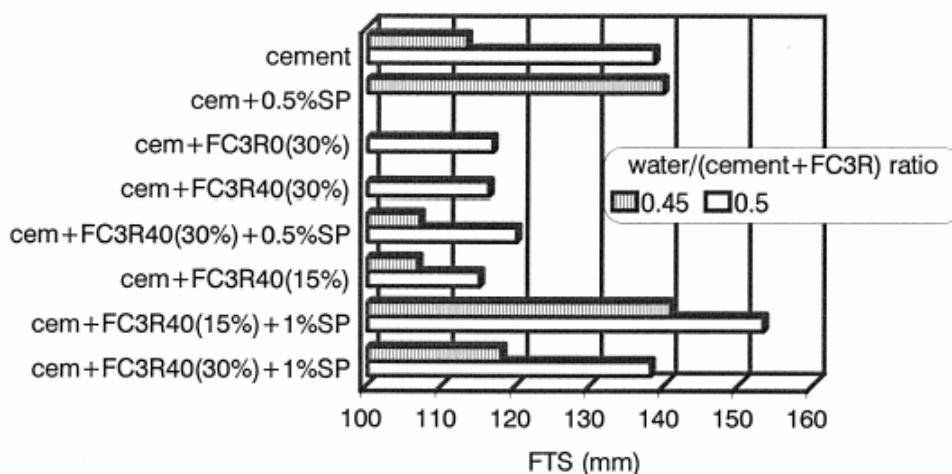 cement
cem+0.5%SP
cem+FC3R0(30%)
cem+FC3R40(30%)
cem+FC3R40(30%)+0.5%SP
cem+FC3R40(15%)
cem+FC3R40(15%)+1%SP
cem+FC3R40(30%)+1%SP
water/(cement+FC3R) ratio
0.45 0.5
100 110 120 130 140 150 160
FTS (mm)